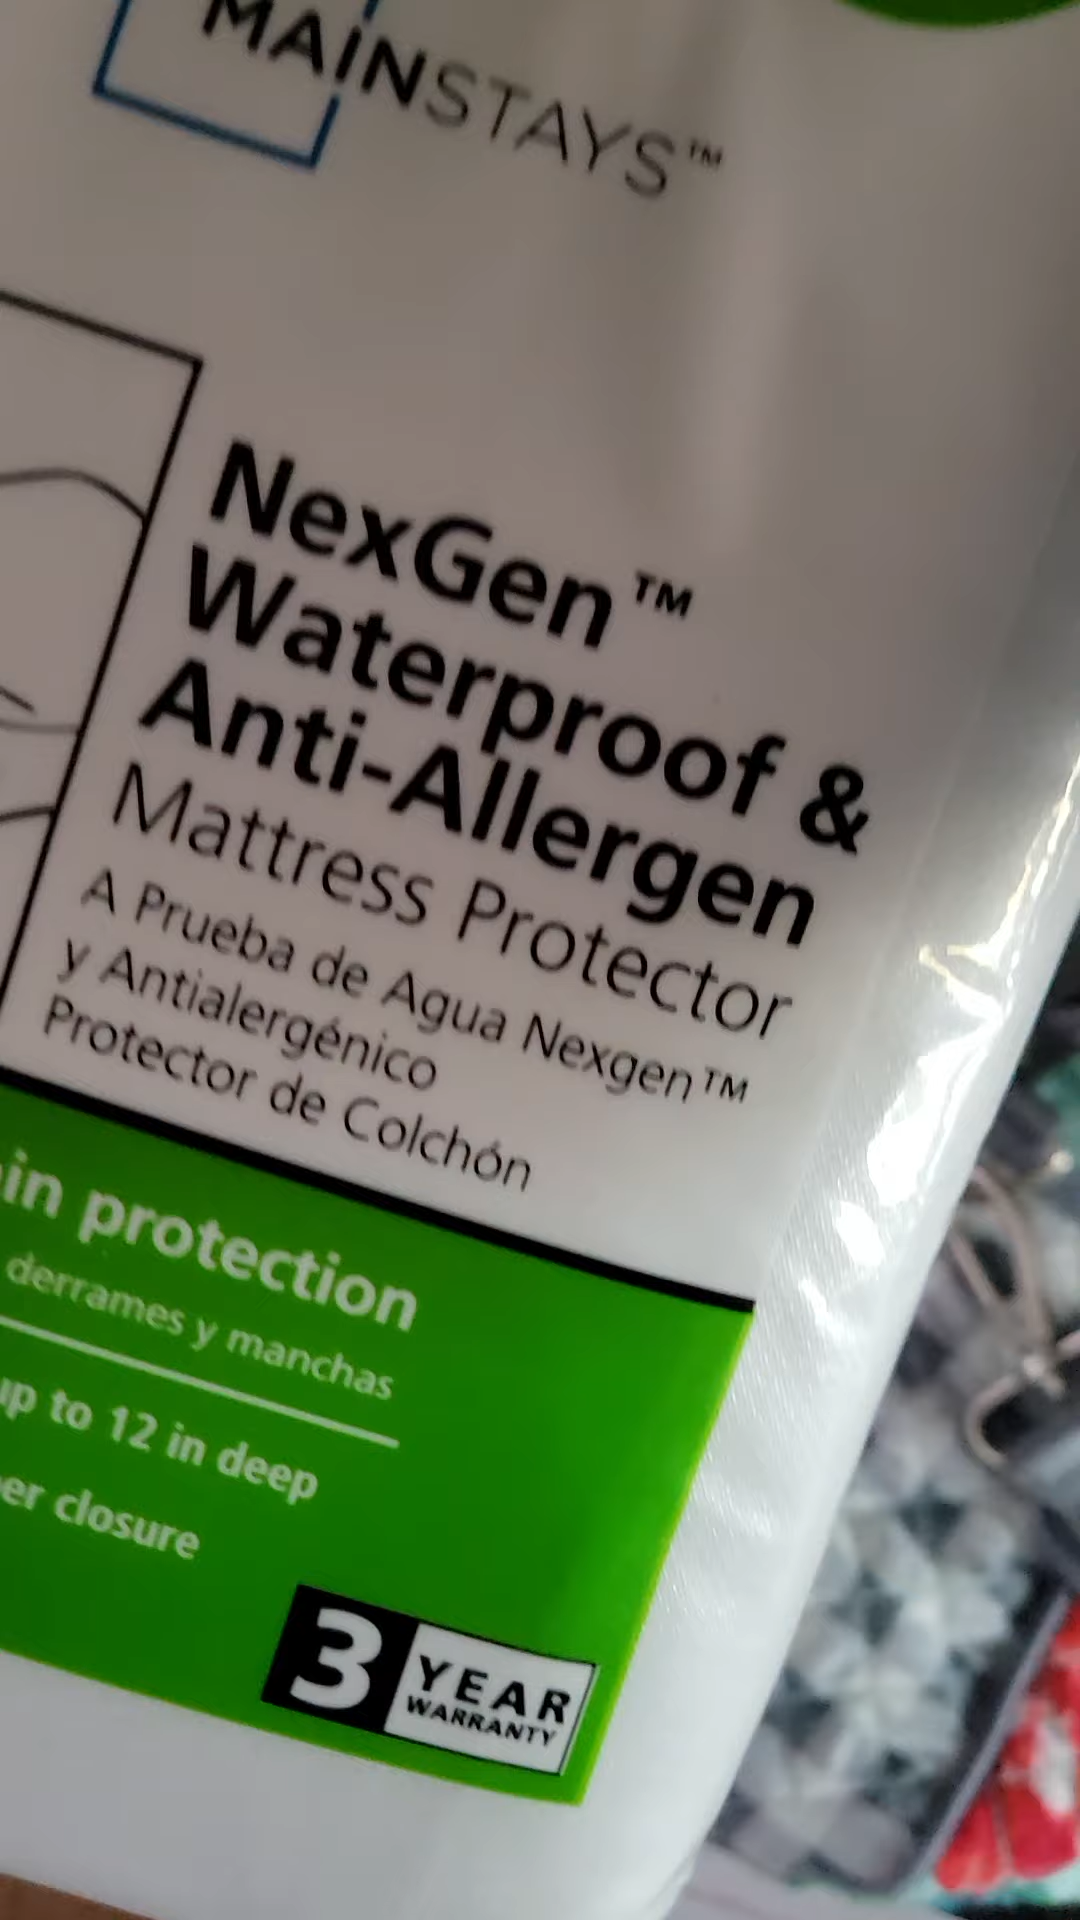 MAINSTAYS™
NexGen™
Waterproof &
Anti-Allergen
Mattress Protector
A Prueba de Agua Nexgen™
y Antialergénico
Protector de Colchón
in protection
derrames y manchas
up to 12 in deep
closure
3 YEAR
WARRANTY